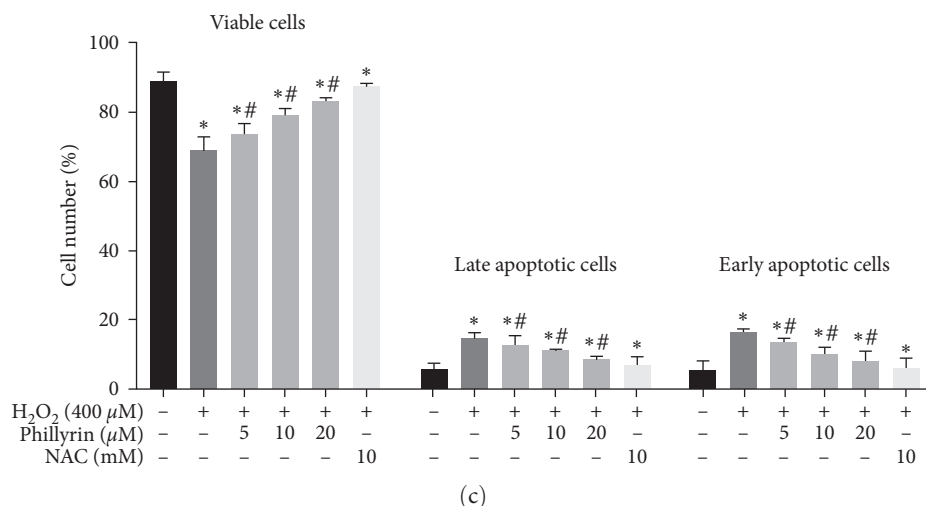 Viable cells
100
80
60
40
20
0
Cell number (%)
* *# *# *# *
Late apoptotic cells
* *# *# *# *
Early apoptotic cells
* *# *# *# *
H₂O₂ (400 μM) – + + + + + – + + + + + – + + + + +
Phillyrin (μM) – – 5 10 20 – – – 5 10 20 – – – 5 10 20 –
NAC (mM) – – – – – 10 – – – – – 10 – – – – – 10
(c)